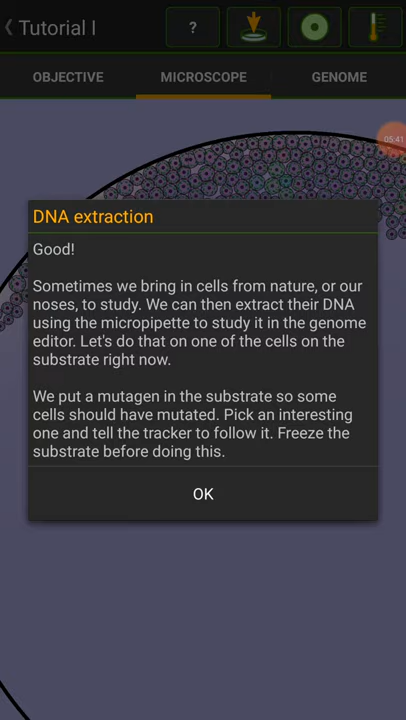 Tutorial I
?
OBJECTIVE
MICROSCOPE
GENOME
05:41
DNA extraction
Good!
Sometimes we bring in cells from nature, or our
noses, to study. We can then extract their DNA
using the micropipette to study it in the genome
editor. Let's do that on one of the cells on the
substrate right now.
We put a mutagen in the substrate so some
cells should have mutated. Pick an interesting
one and tell the tracker to follow it. Freeze the
substrate before doing this.
OK